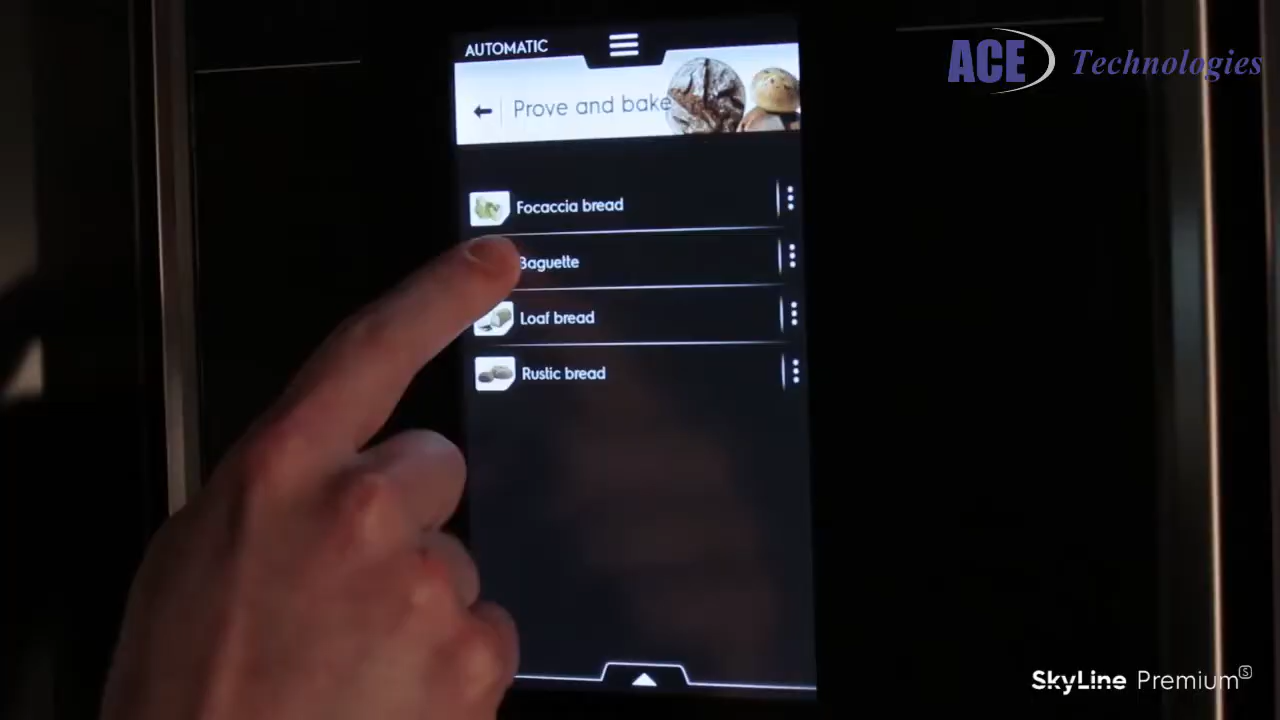 AUTOMATIC
ACE Technologies
Prove and bake
Focaccia bread
Baguette
Loaf bread
Rustic bread
SkyLine Premium S